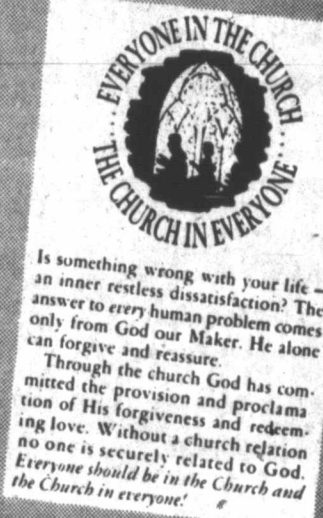 EVERYONE IN THE CHURCH...
THE CHURCH IN EVERYONE...
Is something wrong with your life –
an inner restless dissatisfaction? The
answer to every human problem comes
only from God our Maker. He alone
can forgive and reassure.
Through the church God has com-
mitted the provision and proclama
tion of His forgiveness and redeem-
ing love. Without a church relation
no one is securely related to God.
Everyone should be in the Church and
the Church in everyone!